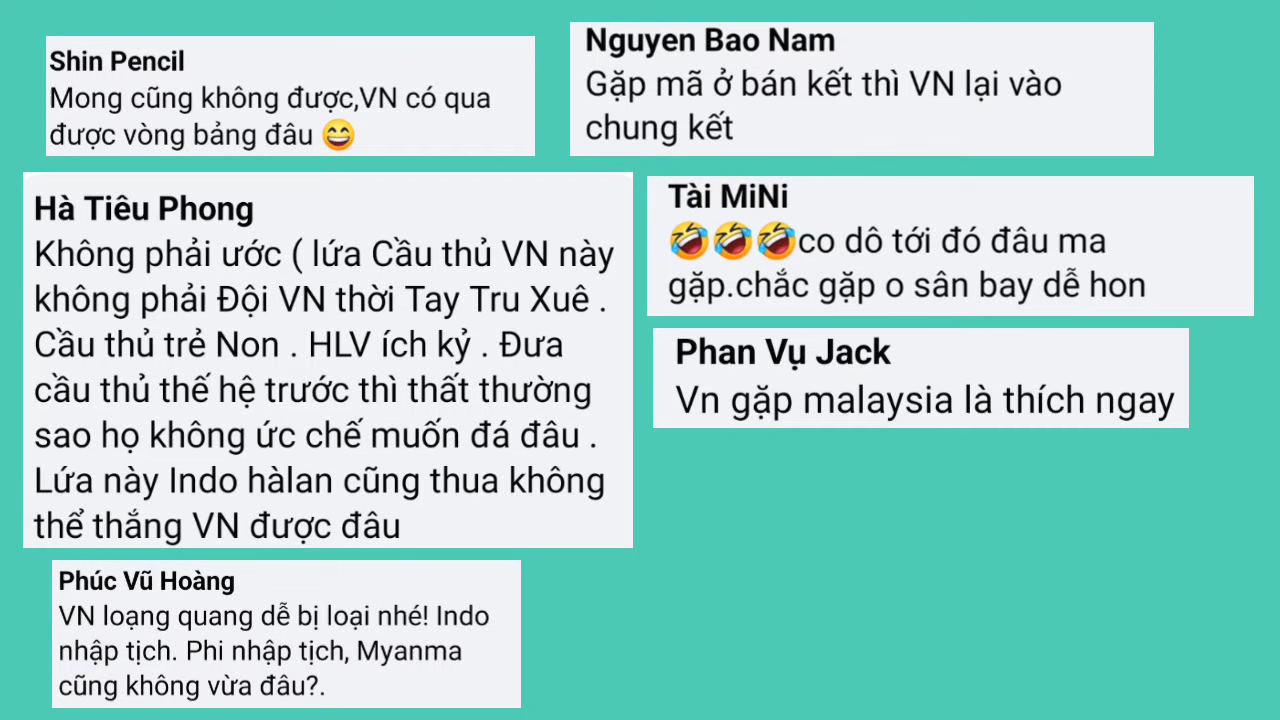 Shin Pencil
Mong cũng không được,VN có qua
được vòng bảng đâu 😄
Nguyen Bao Nam
Gặp mã ở bán kết thì VN lại vào
chung kết
Hà Tiêu Phong
Không phải ước ( lứa Cầu thủ VN này
không phải Đội VN thời Tay Tru Xuê .
Cầu thủ trẻ Non . HLV ích kỷ . Đưa
cầu thủ thế hệ trước thì thất thường
sao họ không ức chế muốn đá đâu .
Lứa này Indo hàlan cũng thua không
thể thắng VN được đâu
Tài MiNi
🤣🤣🤣co dô tới đó đâu ma
gặp.chắc gặp o sân bay dễ hon
Phan Vụ Jack
Vn gặp malaysia là thích ngay
Phúc Vũ Hoàng
VN loạng quang dễ bị loại nhé! Indo
nhập tịch. Phi nhập tịch, Myanma
cũng không vừa đâu?.